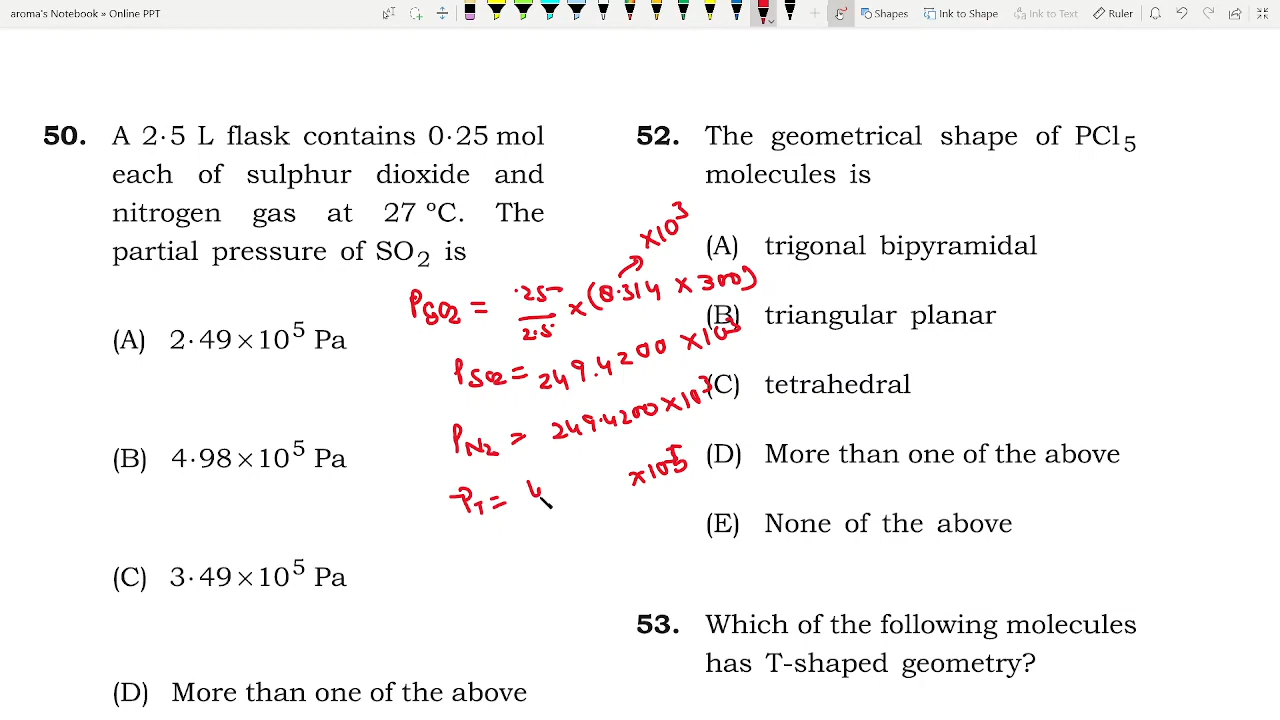 aroma's Notebook » Online PPT
Shapes Ink to Shape Ink to Text Ruler
50. A 2·5 L flask contains 0·25 mol
each of sulphur dioxide and
nitrogen gas at 27 ºC. The
partial pressure of SO2 is
(A) 2·49×10^5 Pa
(B) 4·98×10^5 Pa
(C) 3·49×10^5 Pa
(D) More than one of the above
PSO2 = ·25/2.5 × (8.314 × 300)
×10^3
PSO2 = 249.4200 ×10^3
PN2 = 249.4200×10^3
PT = 4 ×10^5
52. The geometrical shape of PCl5
molecules is
(A) trigonal bipyramidal
(B) triangular planar
(C) tetrahedral
(D) More than one of the above
(E) None of the above
53. Which of the following molecules
has T-shaped geometry?